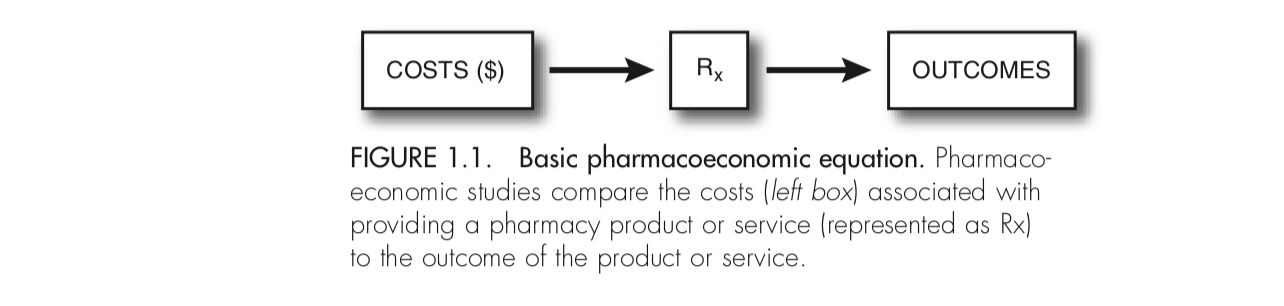 COSTS ($)
Rx
OUTCOMES
FIGURE 1.1. Basic pharmacoeconomic equation. Pharmaco-
economic studies compare the costs (left box) associated with
providing a pharmacy product or service (represented as Rx)
to the outcome of the product or service.